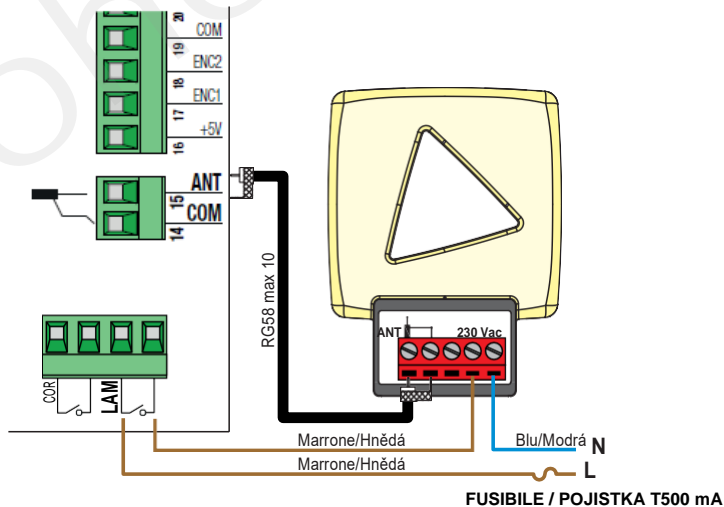 20
COM
19
ENC2
18
ENC1
17
+5V
16
ANT
15
COM
14
RG58 max 10
ANT
230 Vac
COR
LAM
Marrone/Hnědá
Blu/Modrá
N
Marrone/Hnědá
L
FUSIBILE / POJISTKA T500 mA